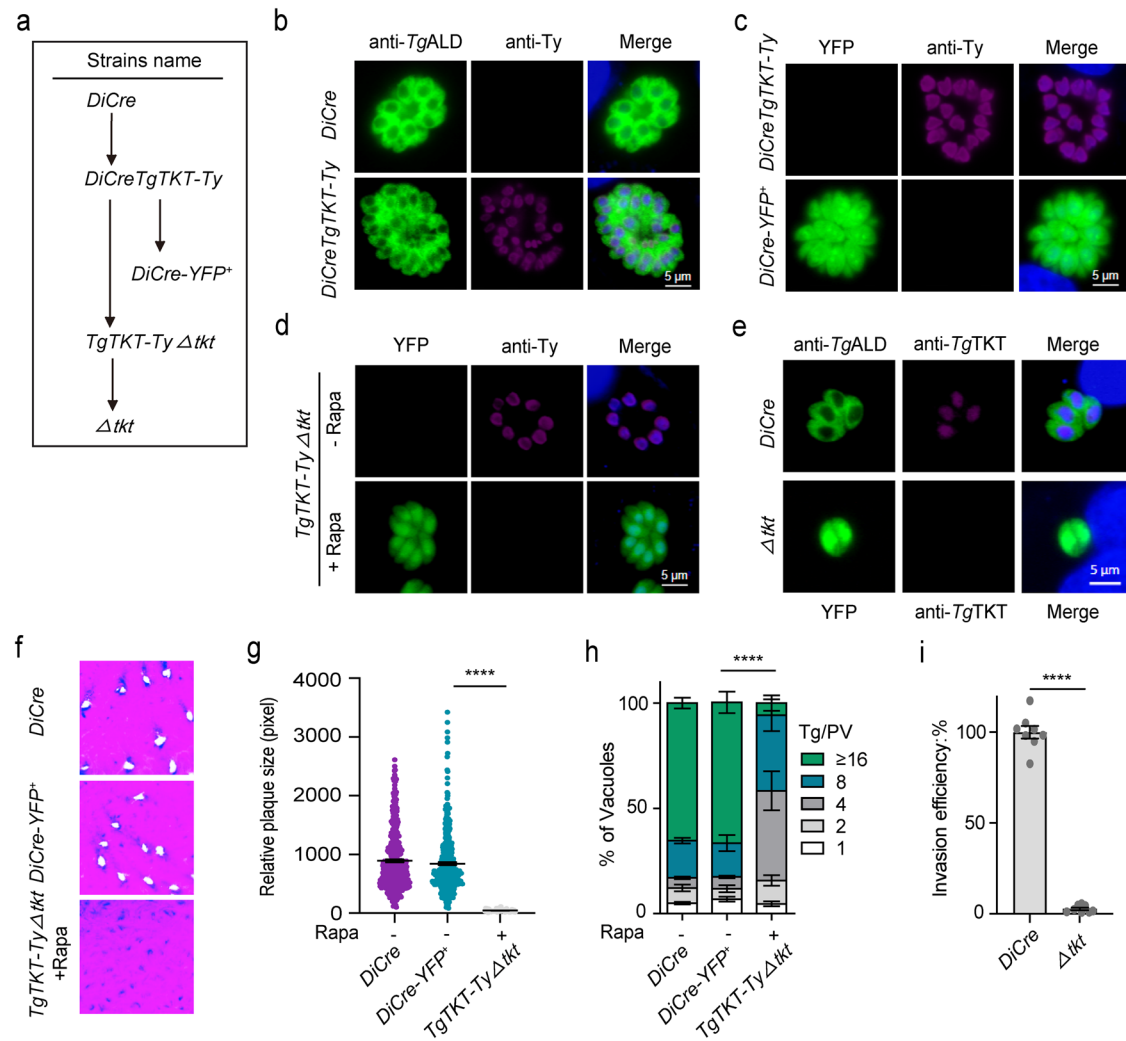 a
Strains name
DiCre
DiCreTgTKT-Ty
DiCre-YFP⁺
TgTKT-Ty Δtkt
Δtkt
b
anti-TgALD anti-Ty Merge
DiCre
DiCreTgTKT-Ty
5 μm
c
YFP anti-Ty Merge
DiCreTgTKT-Ty
DiCre-YFP⁺
5 μm
d
YFP anti-Ty Merge
TgTKT-Ty Δtkt
- Rapa
+ Rapa
5 μm
e
anti-TgALD anti-TgTKT Merge
DiCre
Δtkt
5 μm
YFP anti-TgTKT Merge
f
DiCre
DiCre-YFP⁺
TgTKT-Ty Δtkt
+Rapa
g
Relative plaque size (pixel)
4000
3000
2000
1000
0
****
Rapa - - +
DiCre
DiCre-YFP⁺
TgTKT-Ty Δtkt
h
% of Vacuoles
100
50
0
****
Tg/PV
≥16
8
4
2
1
Rapa - - +
DiCre
DiCre-YFP⁺
TgTKT-Ty Δtkt
i
Invasion efficiency:%
100
50
0
****
DiCre
Δtkt